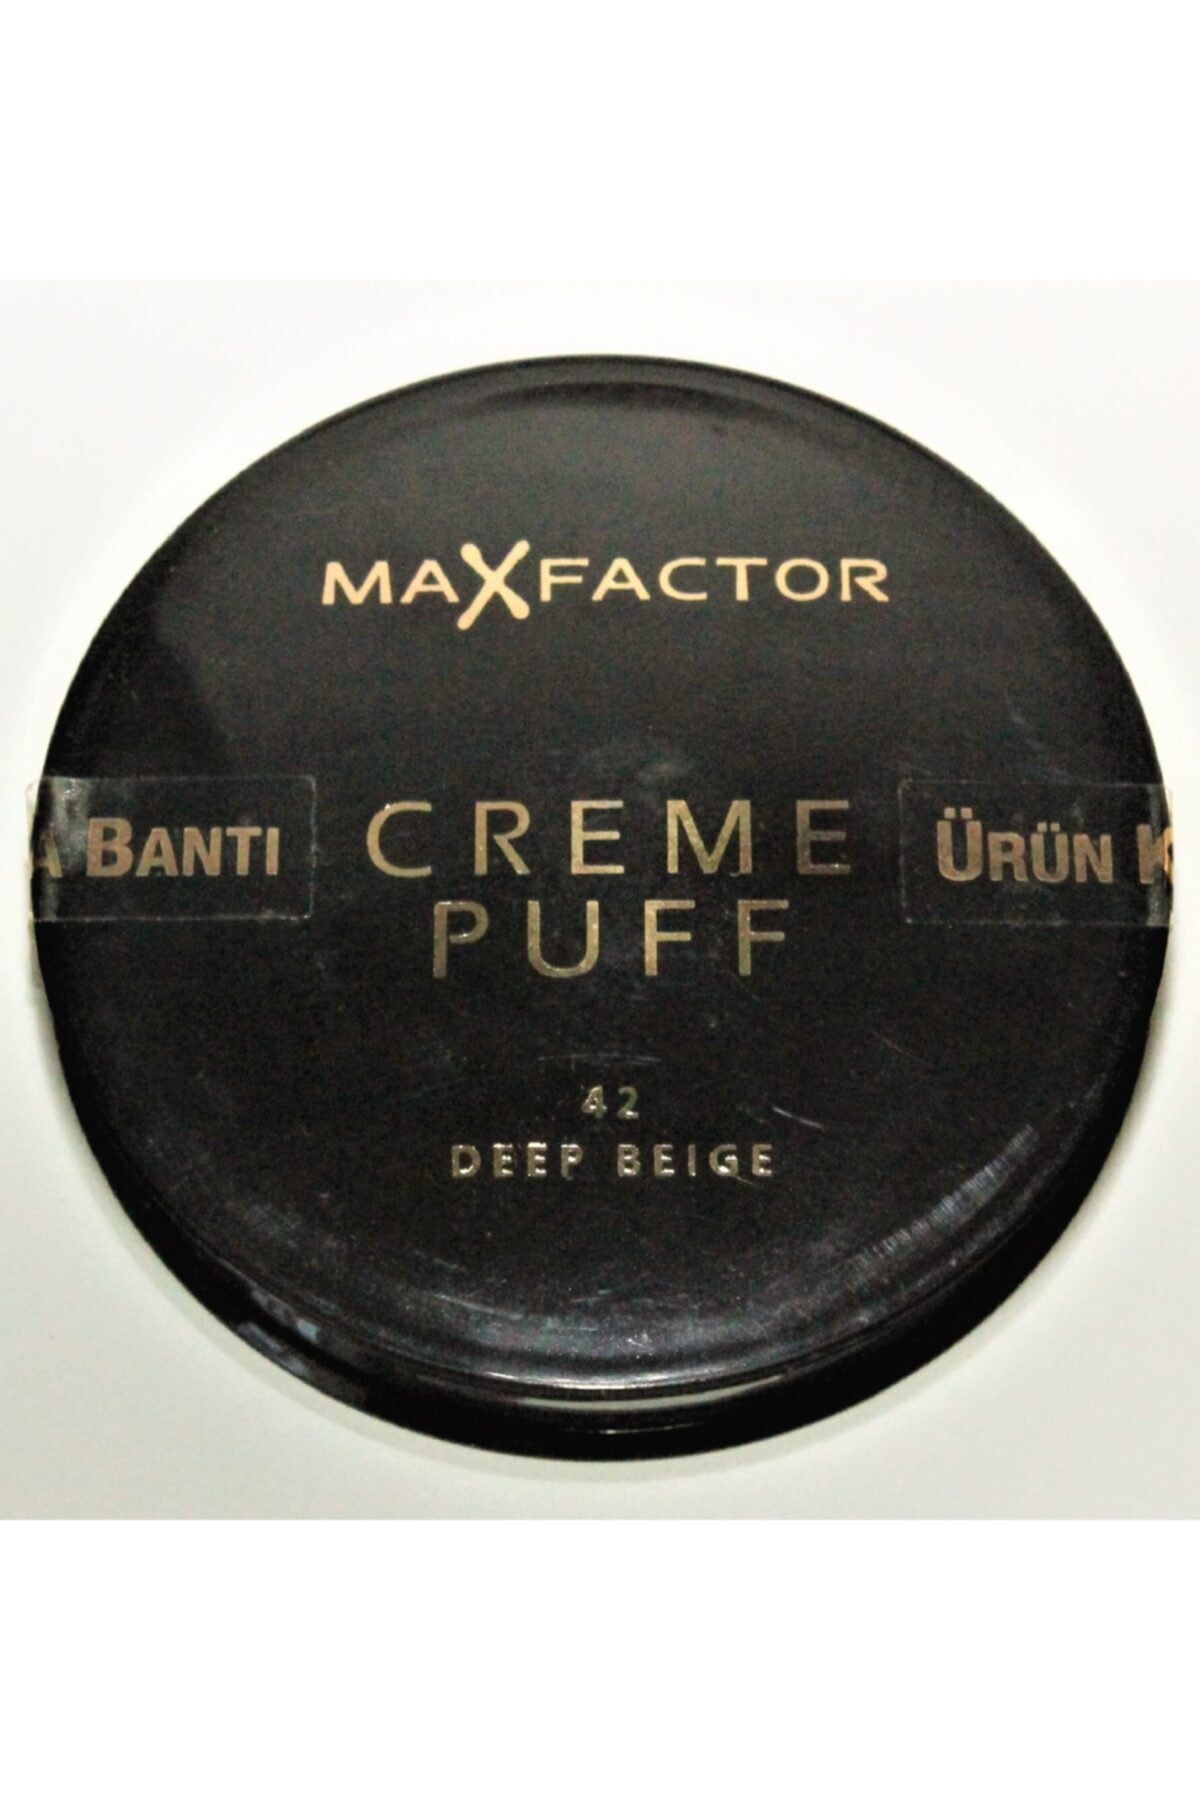 MAXFACTOR
BANTI
CREME
PUFF
ÜRÜN
42
DEEP BEIGE